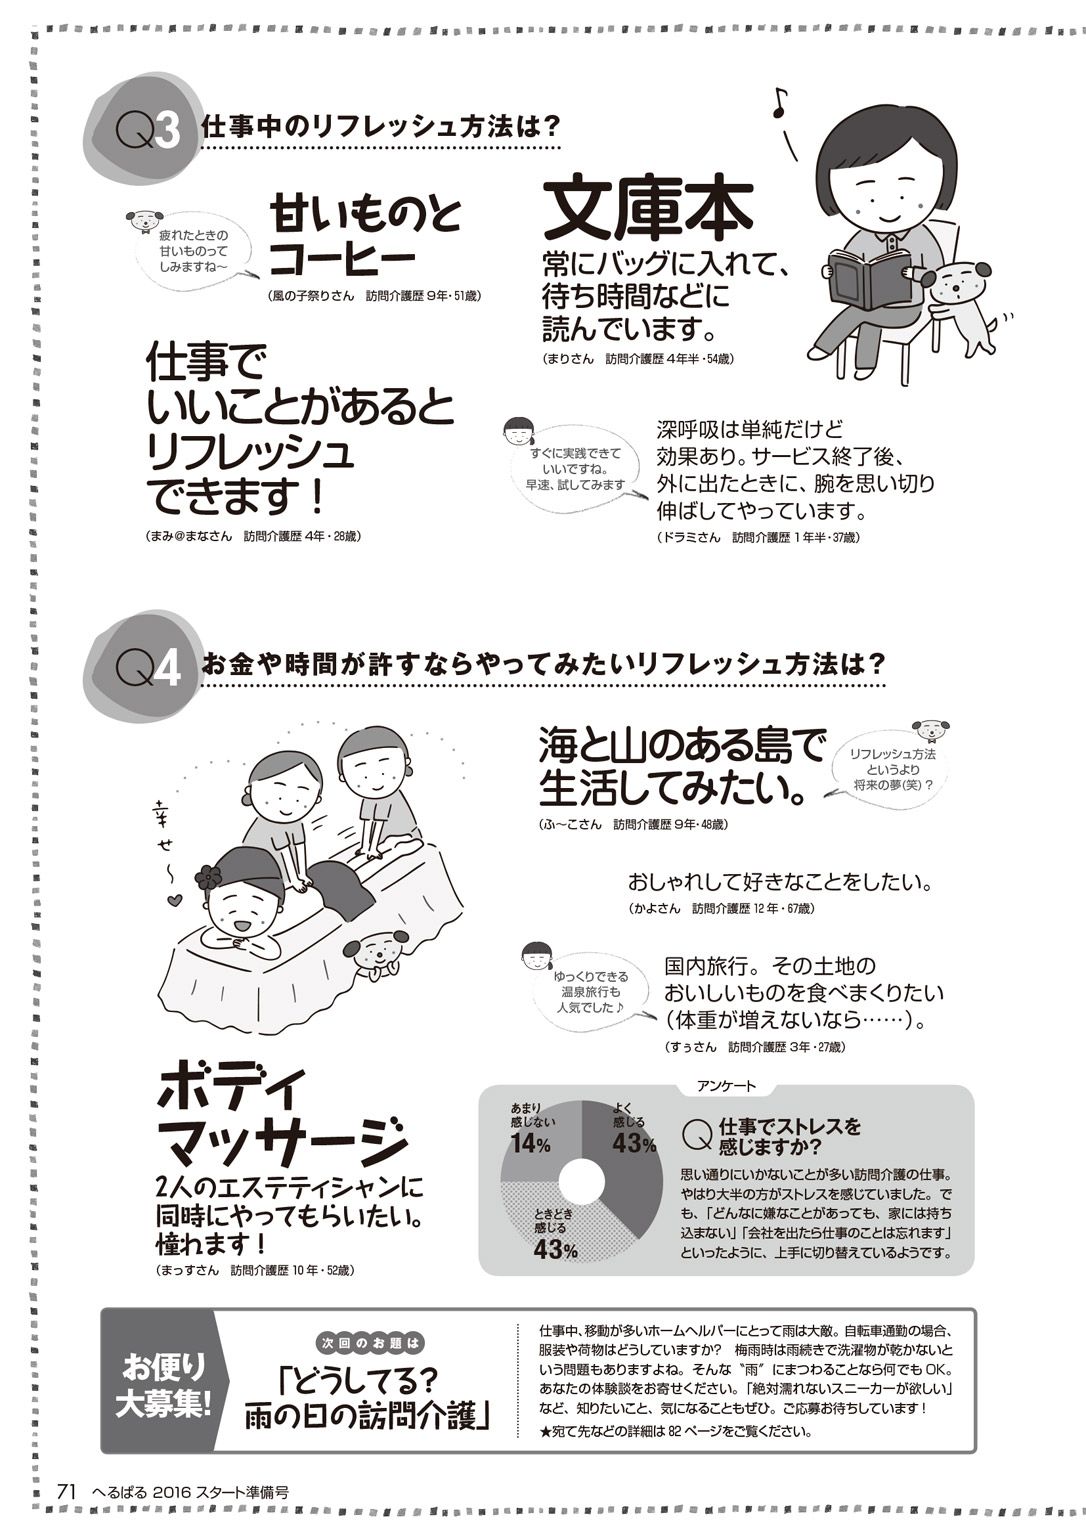 Q3 仕事中のリフレッシュ方法は？
疲れたときの
甘いものって
しみますね～
甘いものと
コーヒー
（風の子祭りさん　訪問介護歴９年・51歳）
文庫本
常にバッグに入れて、
待ち時間などに
読んでいます。
（まりさん　訪問介護歴４年半・54歳）
仕事で
いいことがあると
リフレッシュ
できます！
（まみ＠まなさん　訪問介護歴４年・28歳）
すぐに実践できて
いいですね。
早速、試してみます
深呼吸は単純だけど
効果あり。サービス終了後、
外に出たときに、腕を思い切り
伸ばしてやっています。
（ドラミさん　訪問介護歴１年半・37歳）
Q4 お金や時間が許すならやってみたいリフレッシュ方法は？
幸せ～
海と山のある島で
生活してみたい。
（ふ～こさん　訪問介護歴９年・48歳）
リフレッシュ方法
というより
将来の夢(笑)？
おしゃれして好きなことをしたい。
（かよさん　訪問介護歴12年・67歳）
ゆっくりできる
温泉旅行も
人気でした♪
国内旅行。その土地の
おいしいものを食べまくりたい
（体重が増えないなら……）。
（すぅさん　訪問介護歴３年・27歳）
ボディ
マッサージ
2人のエステティシャンに
同時にやってもらいたい。
憧れます！
（まっすさん　訪問介護歴10年・52歳）
アンケート
あまり
感じない
14%
よく
感じる
43%
ときどき
感じる
43%
Q 仕事でストレスを
感じますか？
思い通りにいかないことが多い訪問介護の仕事。
やはり大半の方がストレスを感じていました。で
も、「どんなに嫌なことがあっても、家には持ち
込まない」「会社を出たら仕事のことは忘れます」
といったように、上手に切り替えているようです。
お便り
大募集!
次回のお題は
「どうしてる？
雨の日の訪問介護」
仕事中、移動が多いホームヘルパーにとって雨は大敵。自転車通勤の場合、
服装や荷物はどうしていますか？　梅雨時は雨続きで洗濯物が乾かないと
いう問題もありますよね。そんな〝雨〟にまつわることなら何でもOK。
あなたの体験談をお寄せください。「絶対濡れないスニーカーが欲しい」
など、知りたいこと、気になることもぜひ。ご応募お待ちしています！
★宛て先などの詳細は82ページをご覧ください。
71 へるぱる 2016 スタート準備号